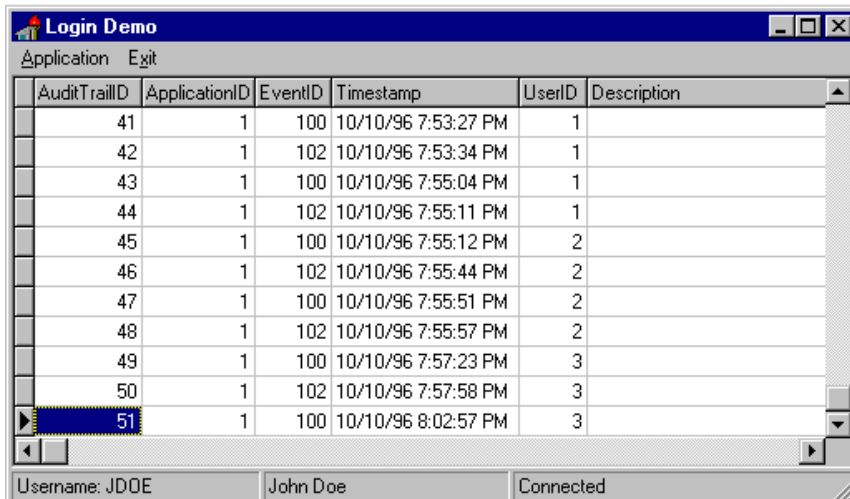 Login Demo
Application Exit
AuditTrailID ApplicationID EventID Timestamp UserID Description
41 1 100 10/10/96 7:53:27 PM 1
42 1 102 10/10/96 7:53:34 PM 1
43 1 100 10/10/96 7:55:04 PM 1
44 1 102 10/10/96 7:55:11 PM 1
45 1 100 10/10/96 7:55:12 PM 2
46 1 102 10/10/96 7:55:44 PM 2
47 1 100 10/10/96 7:55:51 PM 2
48 1 102 10/10/96 7:55:57 PM 2
49 1 100 10/10/96 7:57:23 PM 3
50 1 102 10/10/96 7:57:58 PM 3
51 1 100 10/10/96 8:02:57 PM 3
Username: JDOE John Doe Connected